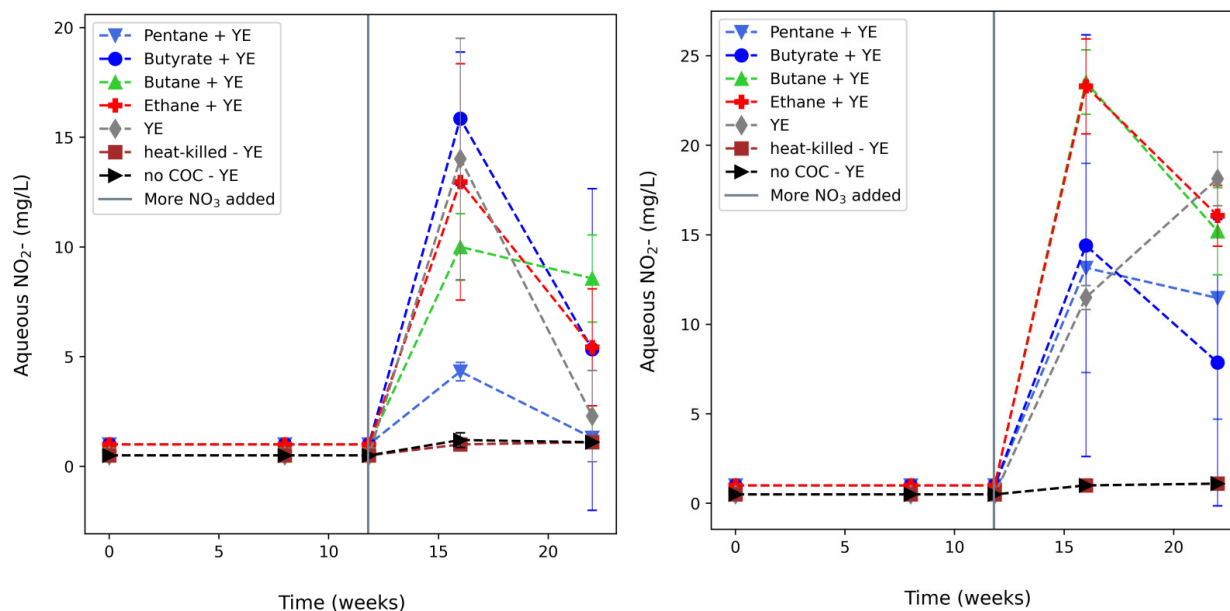 20
15
10
5
0
Aqueous NO₂- (mg/L)
Pentane + YE
Butyrate + YE
Butane + YE
Ethane + YE
YE
heat-killed - YE
no COC - YE
More NO₃ added
0 5 10 15 20
Time (weeks)
25
20
15
10
5
0
Aqueous NO₂- (mg/L)
Pentane + YE
Butyrate + YE
Butane + YE
Ethane + YE
YE
heat-killed - YE
no COC - YE
More NO₃ added
0 5 10 15 20
Time (weeks)